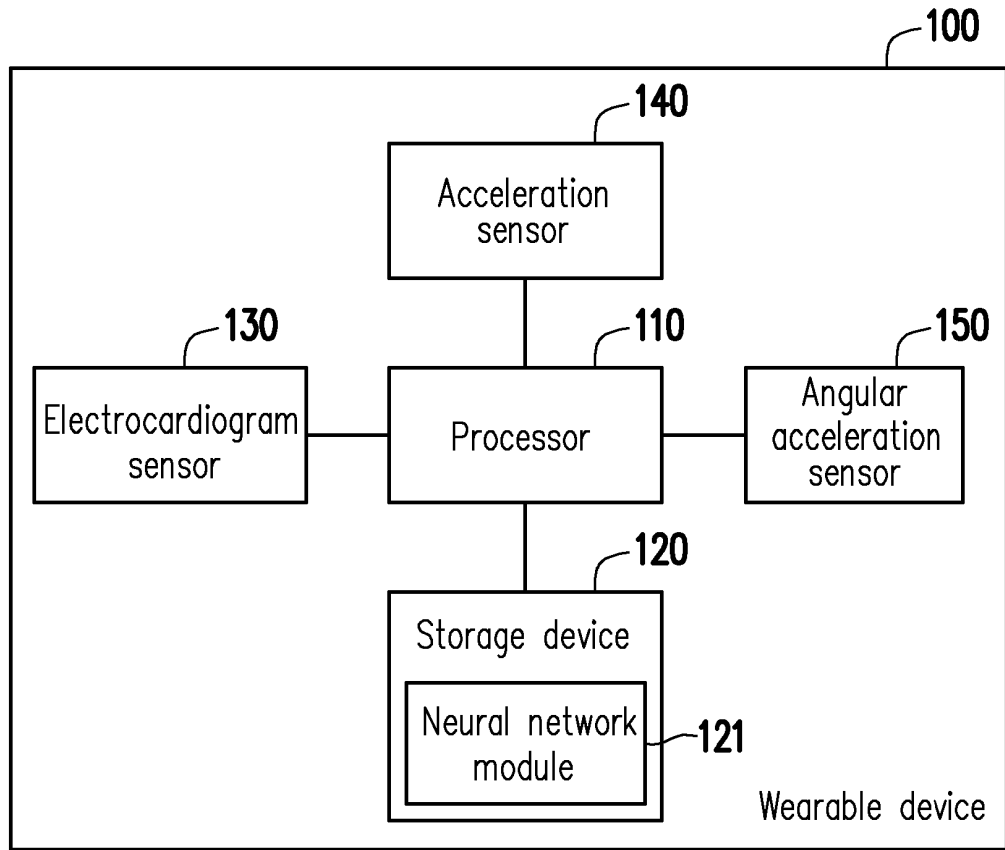 100
140
Acceleration
sensor
130
110
150
Electrocardiogram
sensor
Processor
Angular
acceleration
sensor
120
Storage device
Neural network
module
121
Wearable device